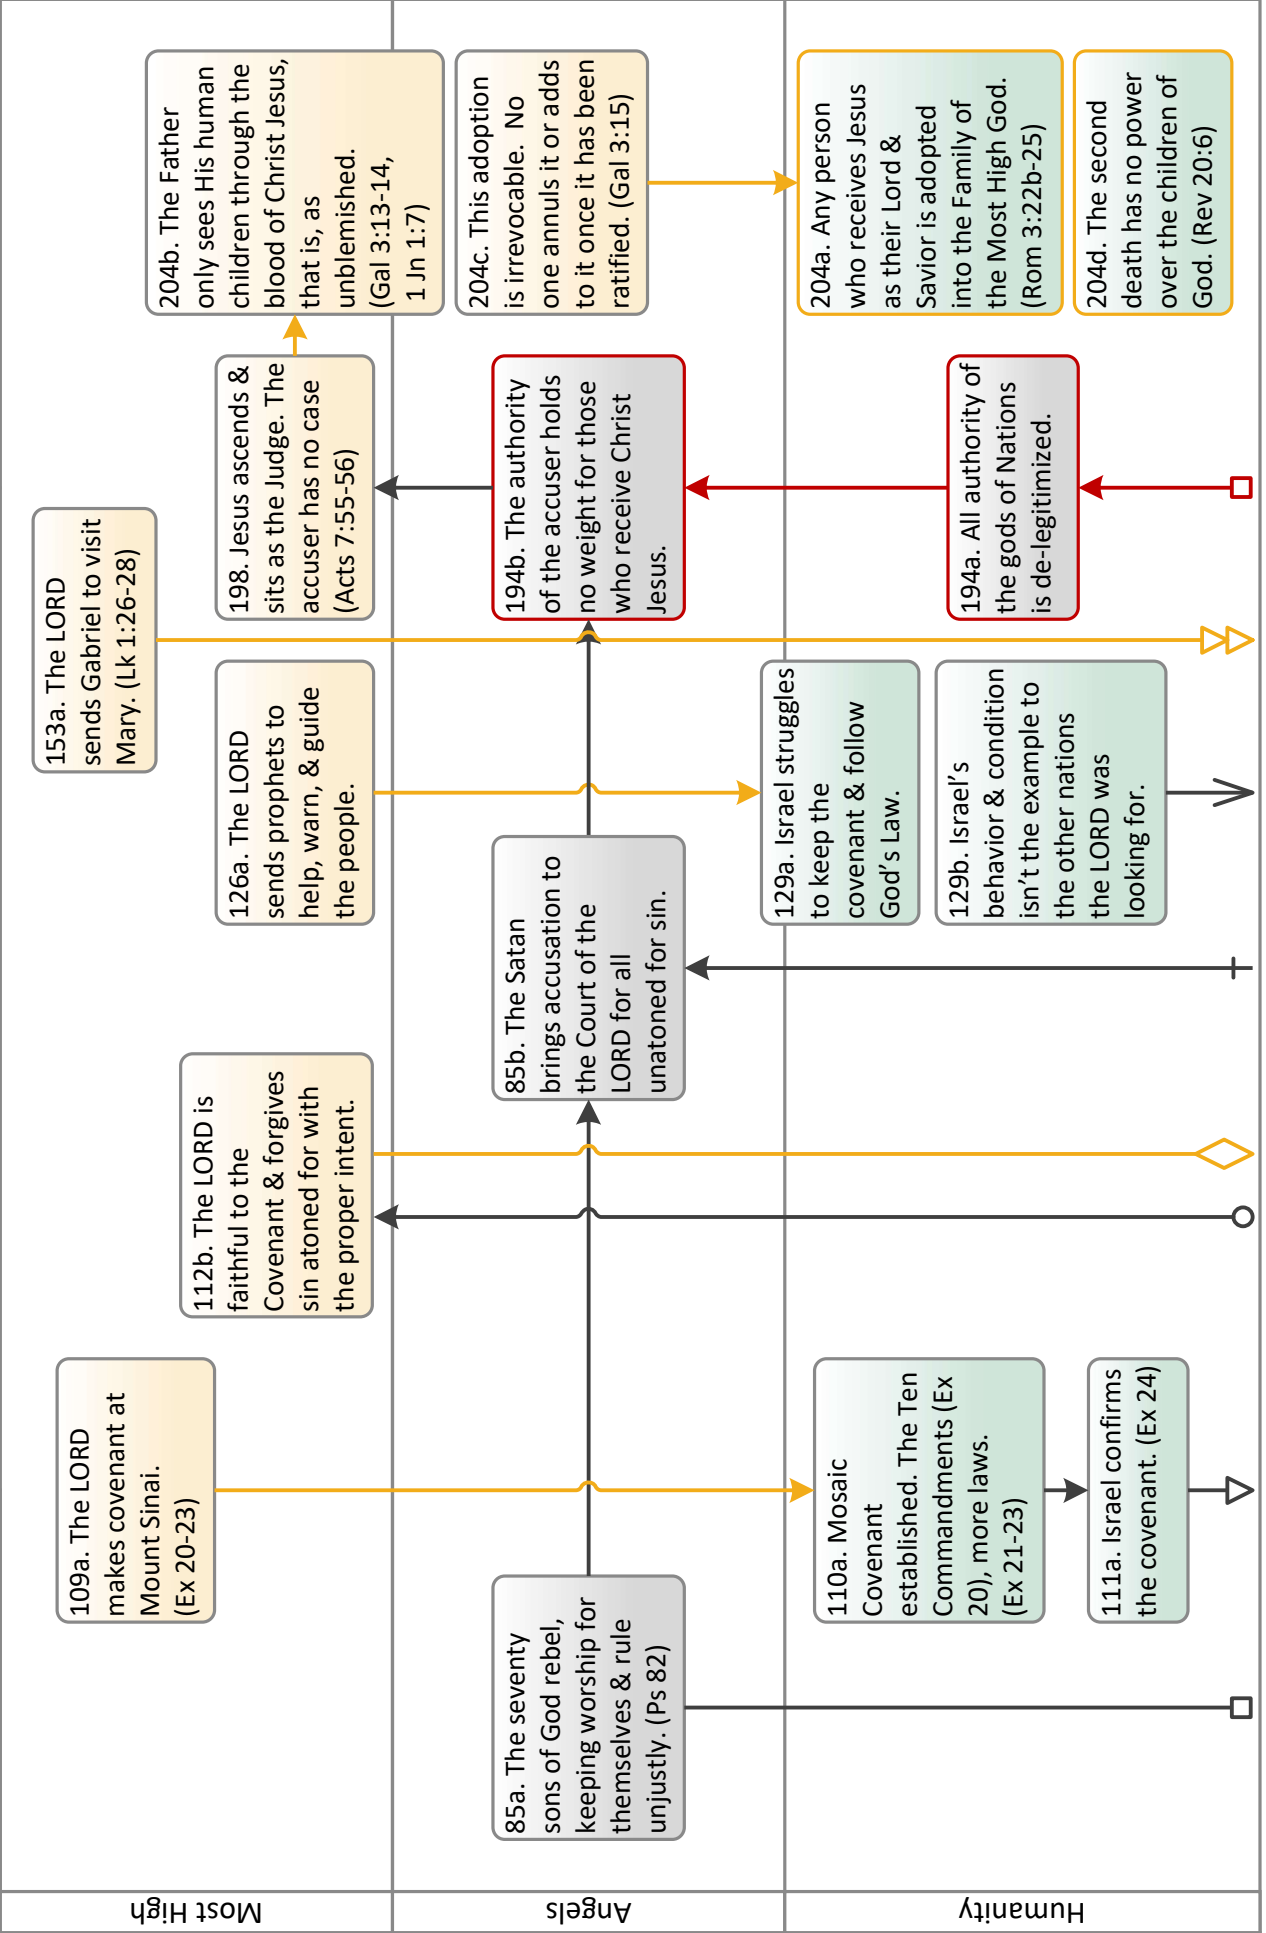 Most High
Angels
Humanity
109a. The LORD
makes covenant at
Mount Sinai.
(Ex 20-23)
112b. The LORD is
faithful to the
Covenant & forgives
sin atoned for with
the proper intent.
126a. The LORD
sends prophets to
help, warn, & guide
the people.
153a. The LORD
sends Gabriel to visit
Mary. (Lk 1:26-28)
198. Jesus ascends &
sits as the Judge. The
accuser has no case
(Acts 7:55-56)
204b. The Father
only sees His human
children through the
blood of Christ Jesus,
that is, as
unblemished.
(Gal 3:13-14,
1 Jn 1:7)
85a. The seventy
sons of God rebel,
keeping worship for
themselves & rule
unjustly. (Ps 82)
85b. The Satan
brings accusation to
the Court of the
LORD for all
unatoned for sin.
194b. The authority
of the accuser holds
no weight for those
who receive Christ
Jesus.
204c. This adoption
is irrevocable. No
one annuls it or adds
to it once it has been
ratified. (Gal 3:15)
110a. Mosaic
Covenant
established. The Ten
Commandments (Ex
20), more laws.
(Ex 21-23)
111a. Israel confirms
the covenant. (Ex 24)
129a. Israel struggles
to keep the
covenant & follow
God's Law.
129b. Israel's
behavior & condition
isn't the example to
the other nations
the LORD was
looking for.
194a. All authority of
the gods of Nations
is de-legitimized.
204a. Any person
who receives Jesus
as their Lord &
Savior is adopted
into the Family of
the Most High God.
(Rom 3:22b-25)
204d. The second
death has no power
over the children of
God. (Rev 20:6)